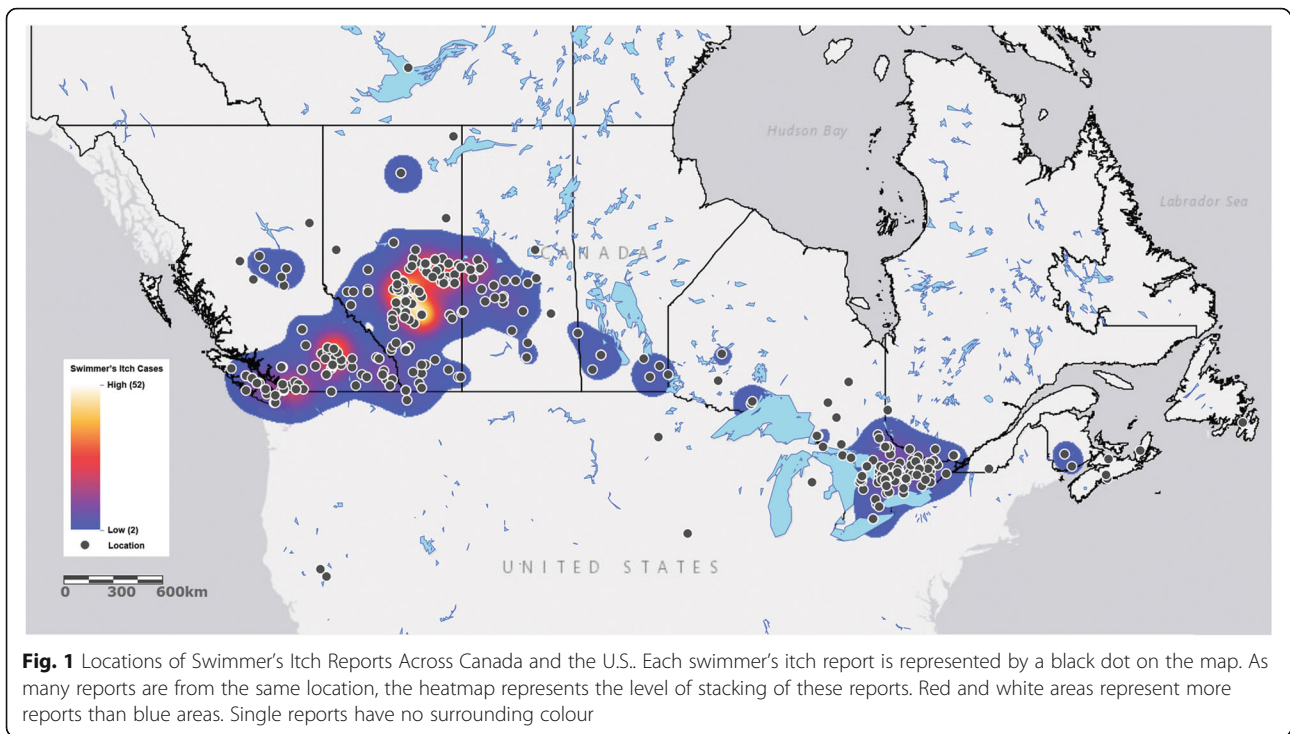 Hudson Bay
Labrador Sea
CANADA
Swimmer's Itch Cases
High (52)
Low (2)
Location
0 300 600km
UNITED STATES
Fig. 1 Locations of Swimmer's Itch Reports Across Canada and the U.S.. Each swimmer's itch report is represented by a black dot on the map. As
many reports are from the same location, the heatmap represents the level of stacking of these reports. Red and white areas represent more
reports than blue areas. Single reports have no surrounding colour